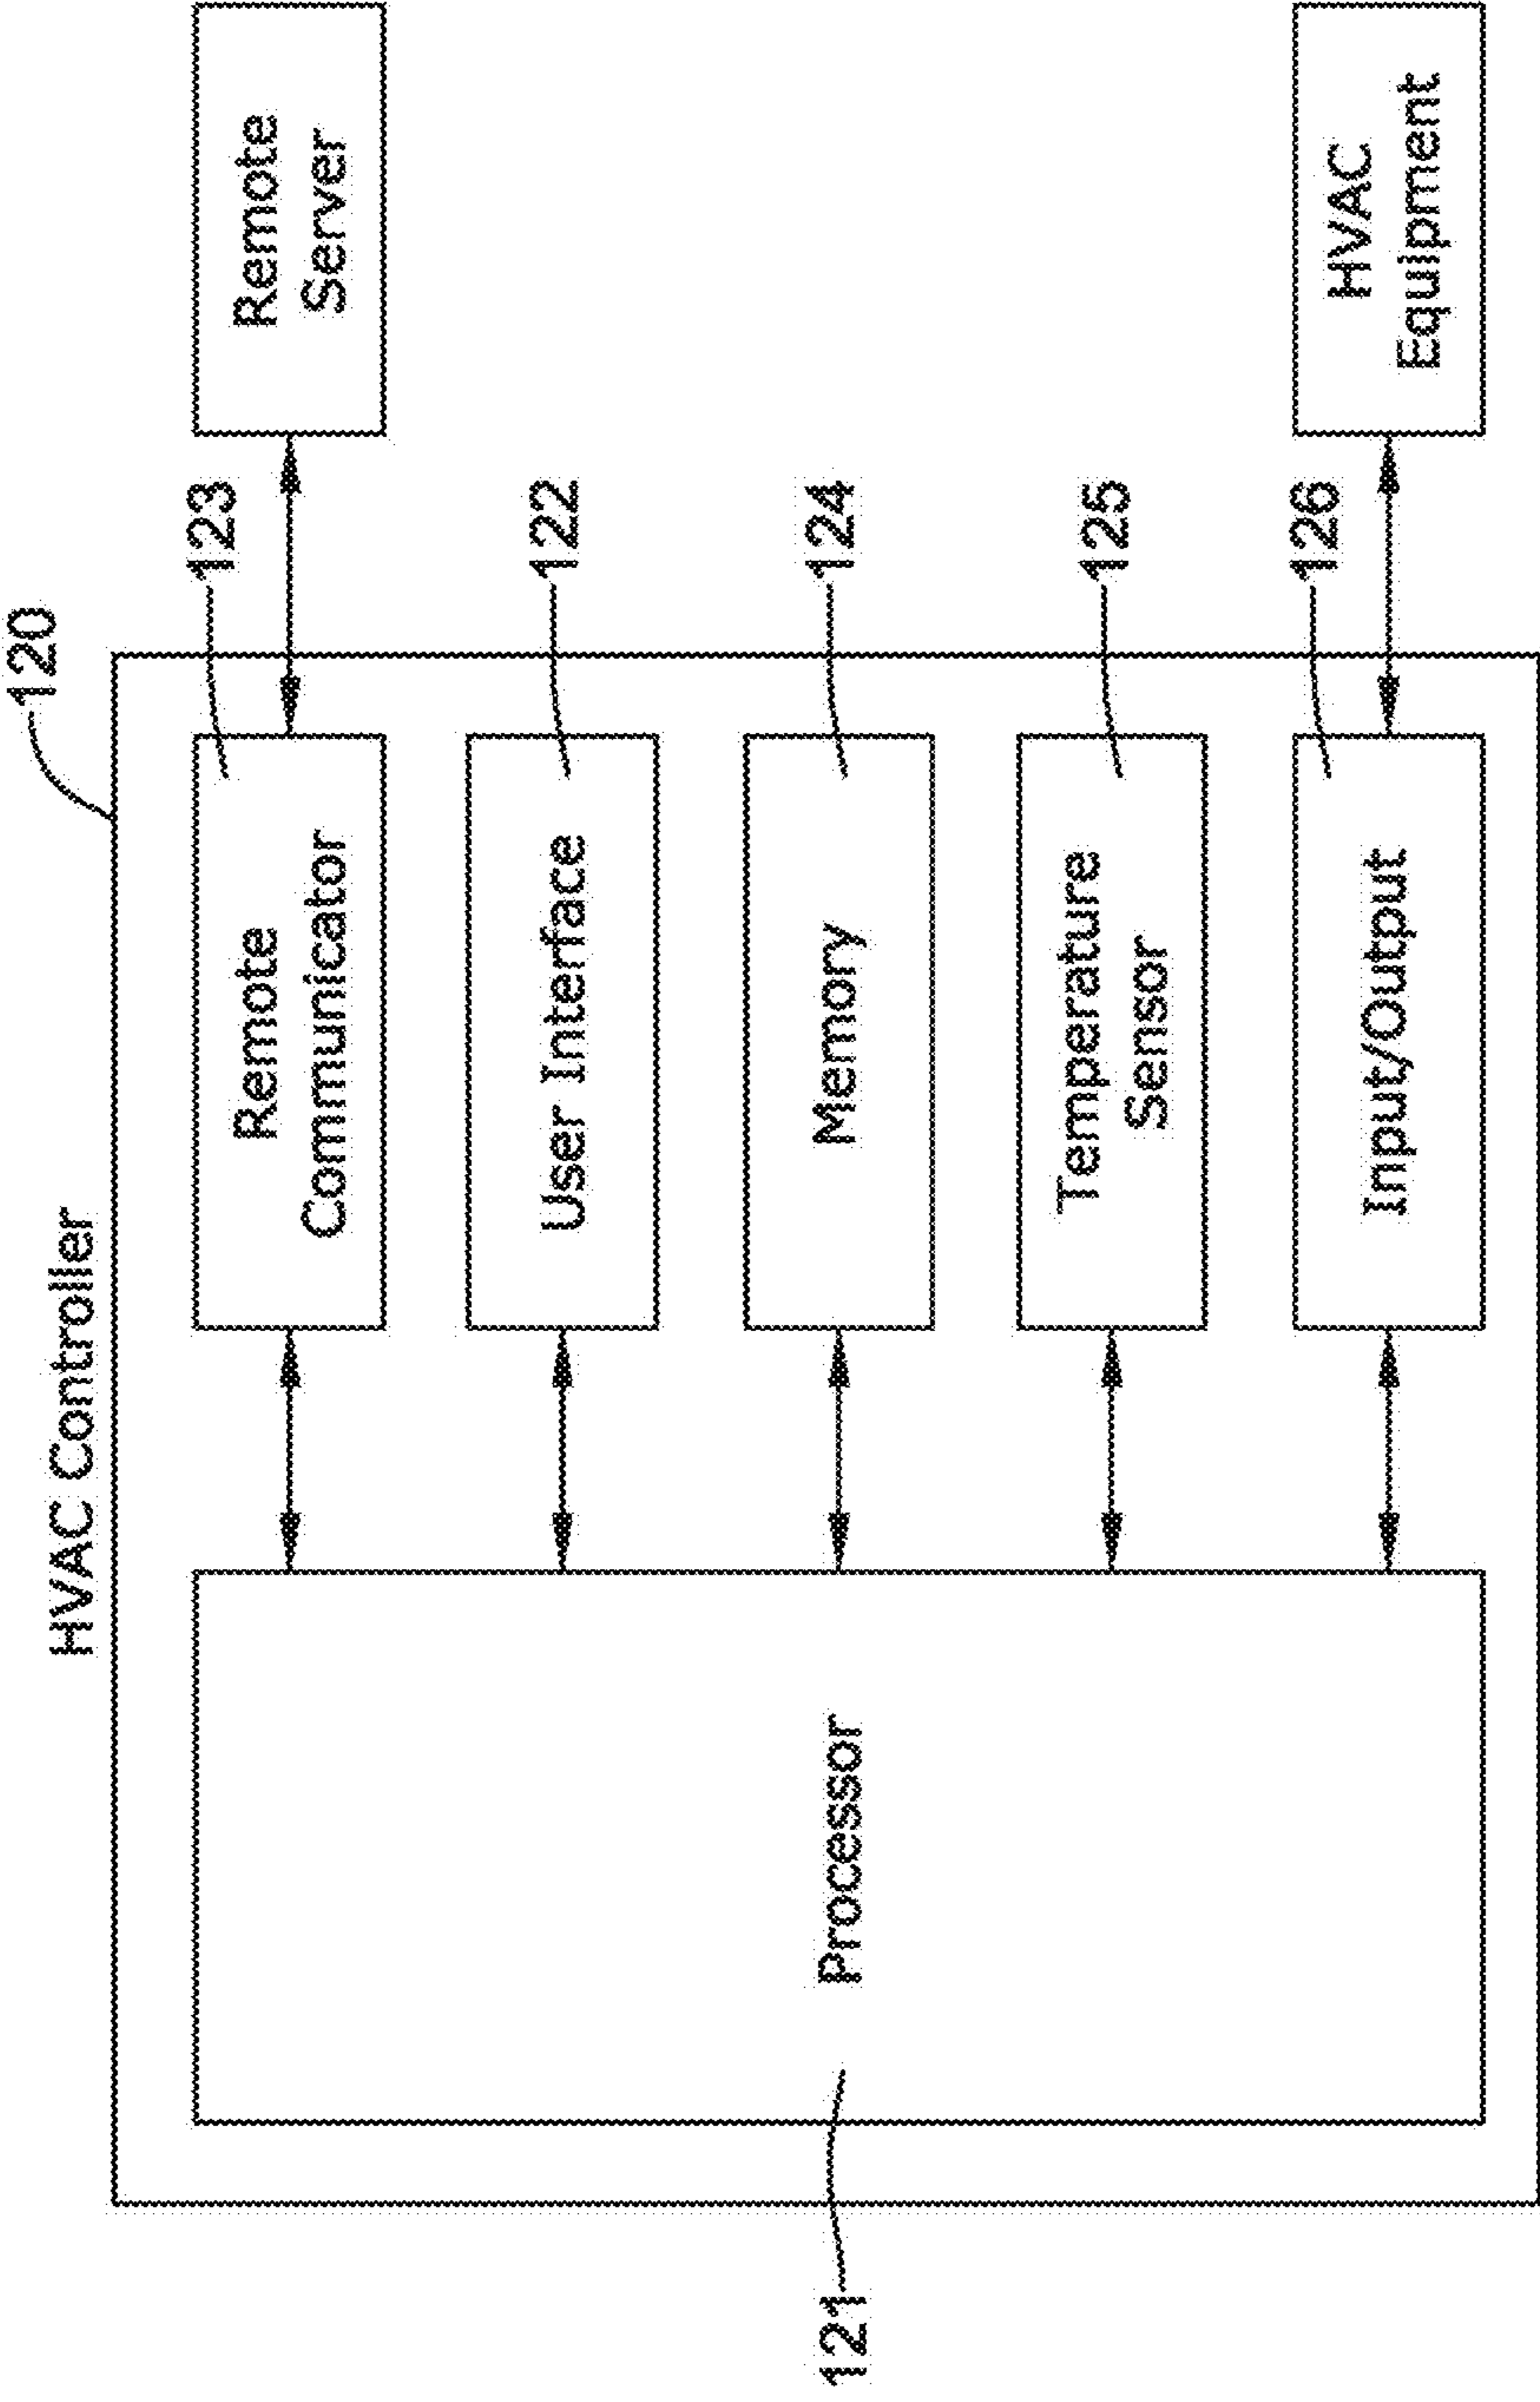 120
HVAC Controller
123
Remote
Communicator
Remote
Server
122
User Interface
121
Processor
124
Memory
125
Temperature
Sensor
126
Input/Output
HVAC
Equipment